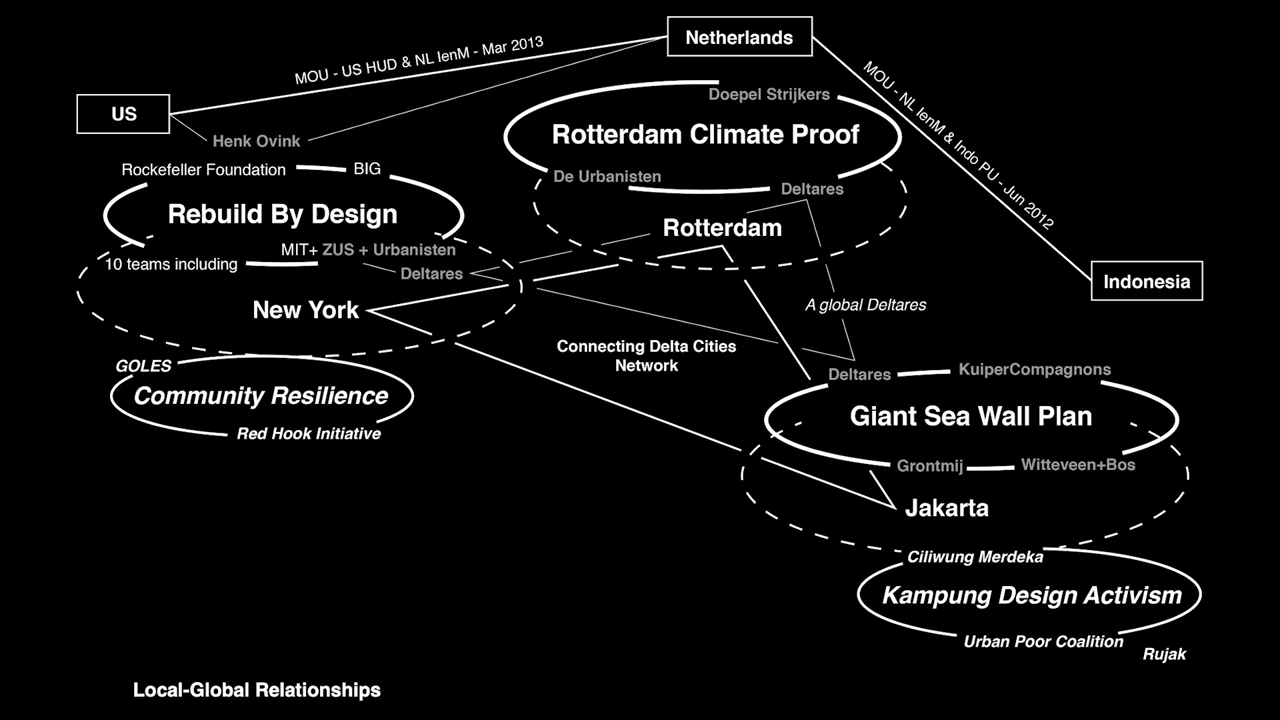 Netherlands
MOU - US HUD & NL IenM - Mar 2013
MOU - NL IenM & Indo PU - Jun 2012
US
Henk Ovink
Doepel Strijkers
Rotterdam Climate Proof
De Urbanisten
Deltares
Rotterdam
Rockefeller Foundation
BIG
Rebuild By Design
MIT+ ZUS + Urbanisten
10 teams including
Deltares
New York
Indonesia
A global Deltares
Connecting Delta Cities
Network
GOLES
Community Resilience
Red Hook Initiative
Deltares
KuiperCompagnons
Giant Sea Wall Plan
Grontmij
Witteveen+Bos
Jakarta
Ciliwung Merdeka
Kampung Design Activism
Urban Poor Coalition
Rujak
Local-Global Relationships